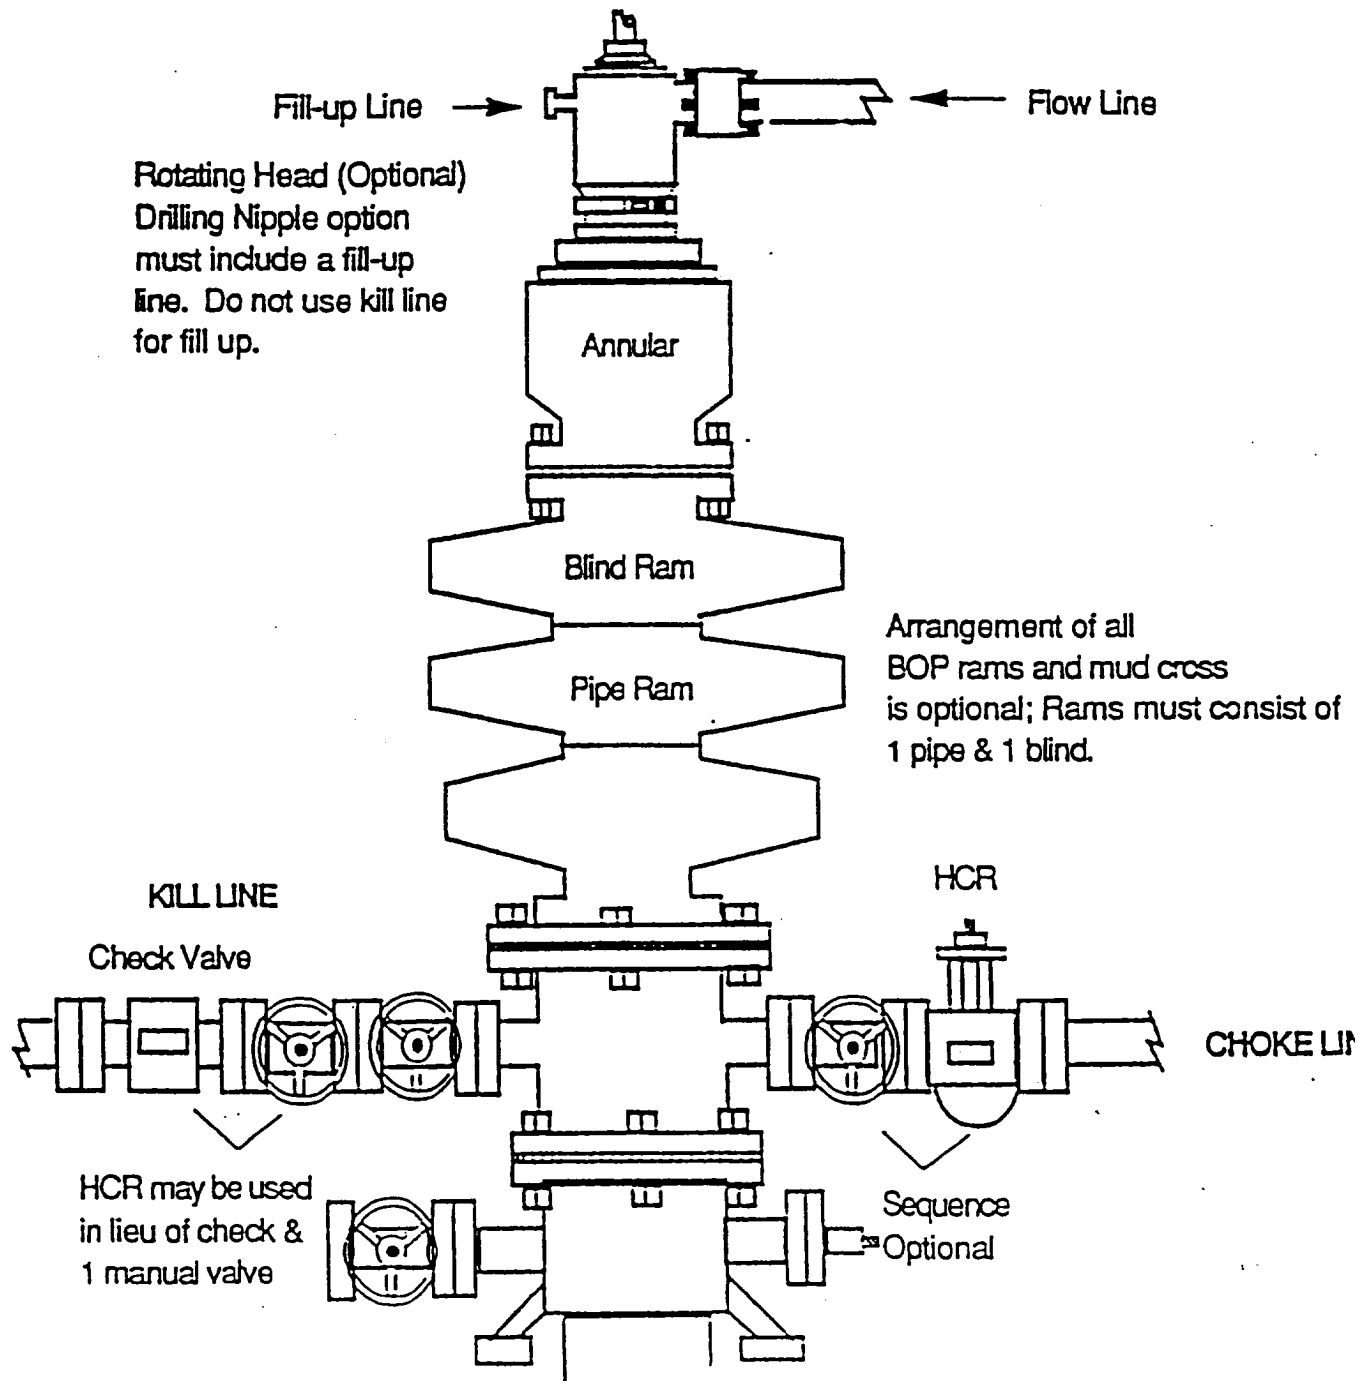 Fill-up Line
Flow Line
Rotating Head (Optional)
Drilling Nipple option
must include a fill-up
line. Do not use kill line
for fill up.
Annular
Blind Ram
Pipe Ram
Arrangement of all
BOP rams and mud cross
is optional; Rams must consist of
1 pipe & 1 blind.
HCR
KILL LINE
Check Valve
CHOKE LIN
HCR may be used
in lieu of check &
1 manual valve
Sequence
Optional